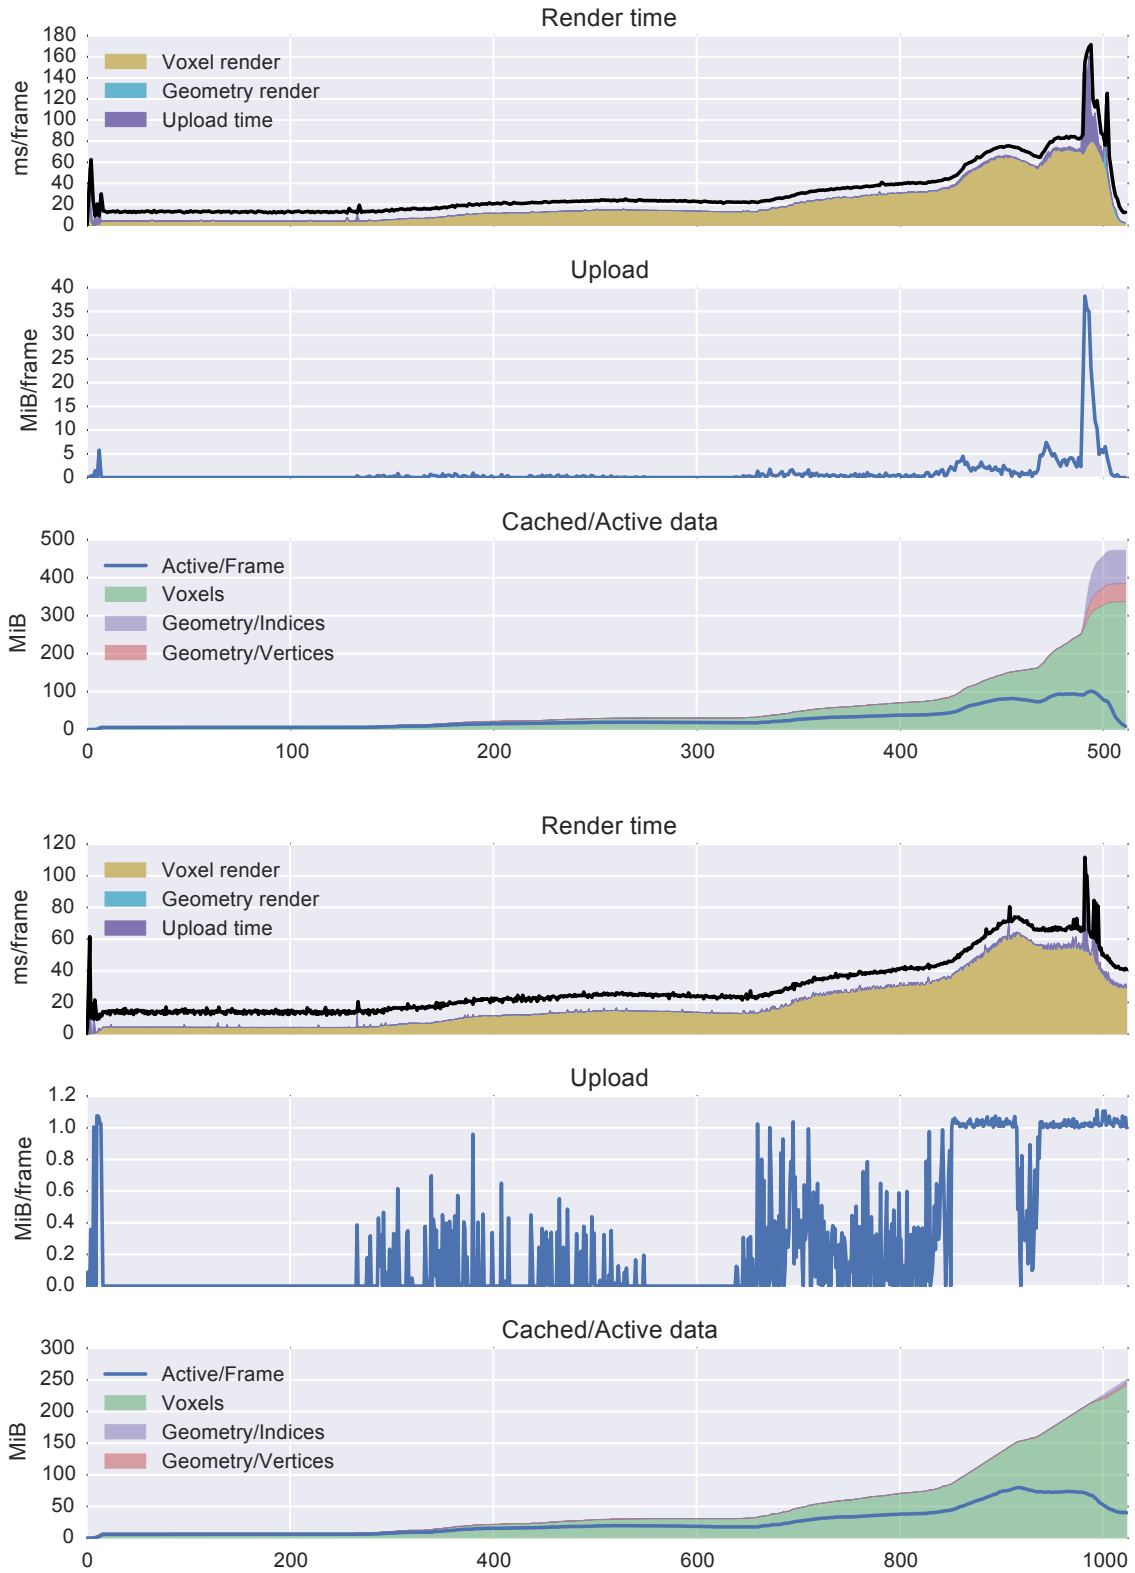 Render time
180
160
140
120
100
80
60
40
20
0
ms/frame
Voxel render
Geometry render
Upload time
Upload
40
35
30
25
20
15
10
5
0
MiB/frame
Cached/Active data
500
400
300
200
100
0
MiB
Active/Frame
Voxels
Geometry/Indices
Geometry/Vertices
0 100 200 300 400 500
Render time
120
100
80
60
40
20
0
ms/frame
Voxel render
Geometry render
Upload time
Upload
1.2
1.0
0.8
0.6
0.4
0.2
0.0
MiB/frame
Cached/Active data
300
250
200
150
100
50
0
MiB
Active/Frame
Voxels
Geometry/Indices
Geometry/Vertices
0 200 400 600 800 1000